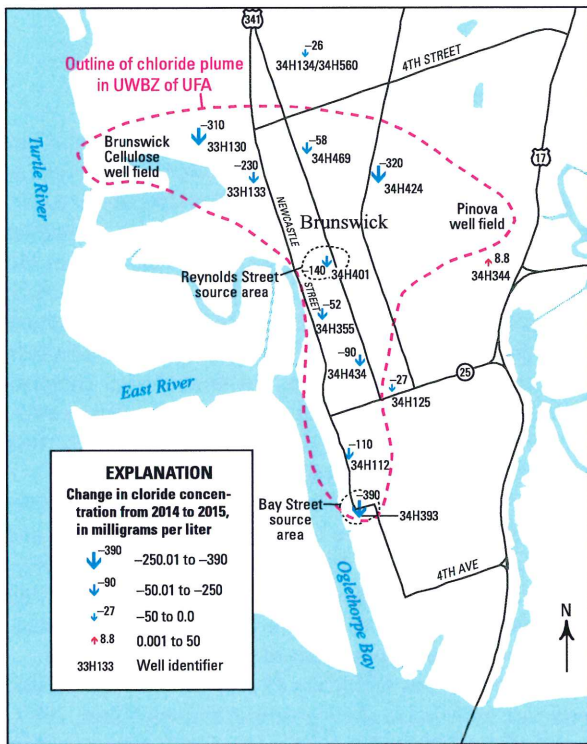 341
–26
34H134/34H560
4TH STREET
Outline of chloride plume
in UWBZ of UFA
–310
33H130
Brunswick
Cellulose
well field
–230
33H133
–58
34H469
–320
34H424
17
Turtle River
NEWCASTLE
STREET
Brunswick
Pinova
well field
8.8
34H344
Reynolds Street
source area
–140
34H401
–52
34H355
–90
34H434
25
–27
34H125
East River
–110
34H112
Bay Street
source
area
–390
34H393
4TH AVE
Oglethorpe Bay
N
EXPLANATION
Change in cloride concen-
tration from 2014 to 2015,
in milligrams per liter
–390
–250.01 to –390
–90
–50.01 to –250
–27
–50 to 0.0
8.8
0.001 to 50
33H133
Well identifier